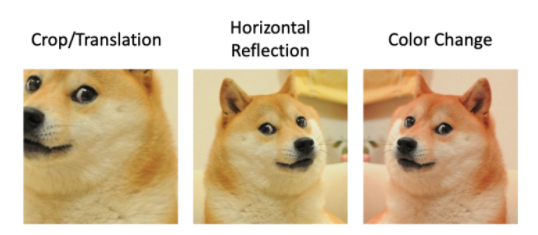 Crop/Translation
Horizontal
Reflection
Color Change